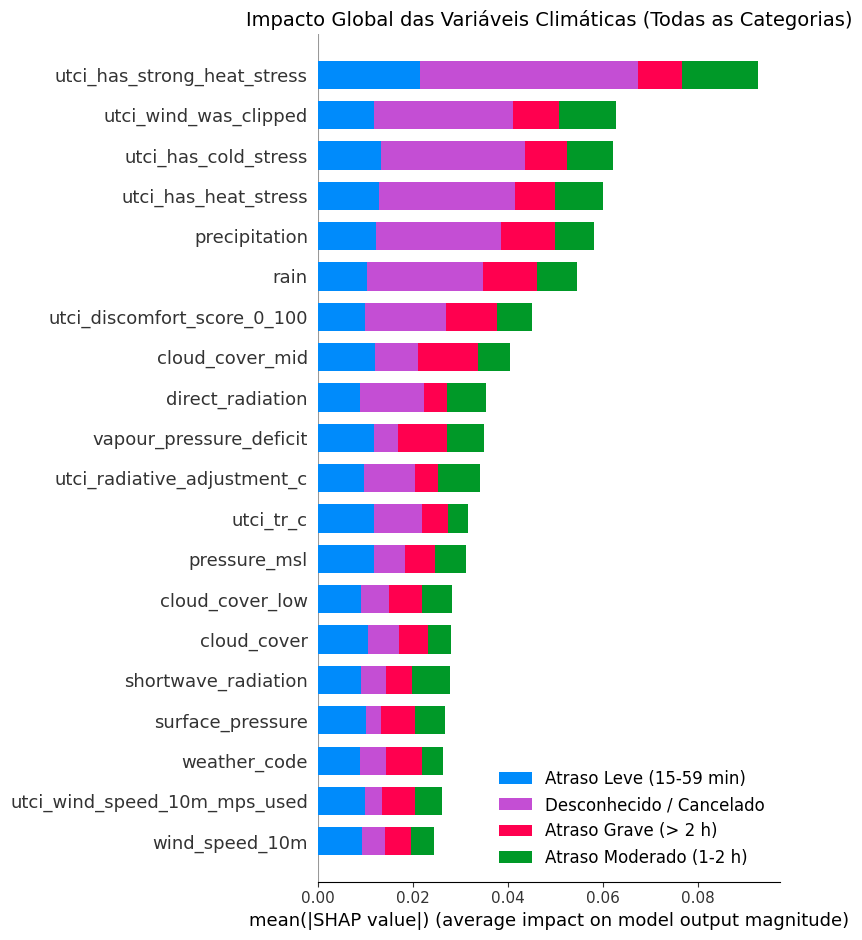 Impacto Global das Variáveis Climáticas (Todas as Categorias)
utci_has_strong_heat_stress
utci_wind_was_clipped
utci_has_cold_stress
utci_has_heat_stress
precipitation
rain
utci_discomfort_score_0_100
cloud_cover_mid
direct_radiation
vapour_pressure_deficit
utci_radiative_adjustment_c
utci_tr_c
pressure_msl
cloud_cover_low
cloud_cover
shortwave_radiation
surface_pressure
weather_code
utci_wind_speed_10m_mps_used
wind_speed_10m
Atraso Leve (15-59 min)
Desconhecido / Cancelado
Atraso Grave (> 2 h)
Atraso Moderado (1-2 h)
0.00 0.02 0.04 0.06 0.08
mean(|SHAP value|) (average impact on model output magnitude)